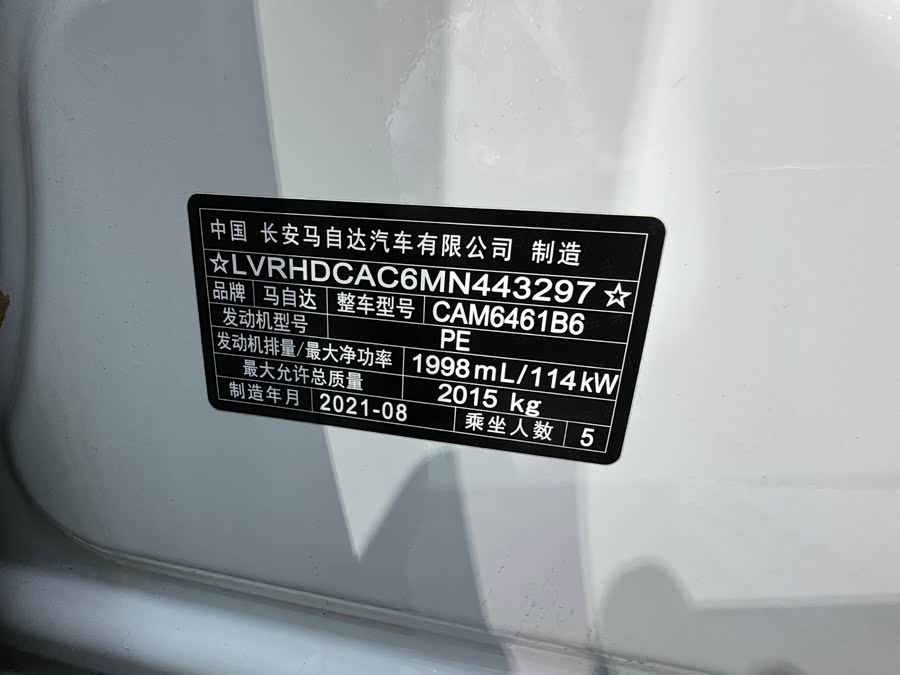 中国 长安马自达汽车有限公司 制造
☆LVRHDCAC6MN443297☆
品牌 马自达 整车型号 CAM6461B6
发动机型号 PE
发动机排量/最大净功率 1998mL/114kW
最大允许总质量 2015 kg
制造年月 2021-08 乘坐人数 5